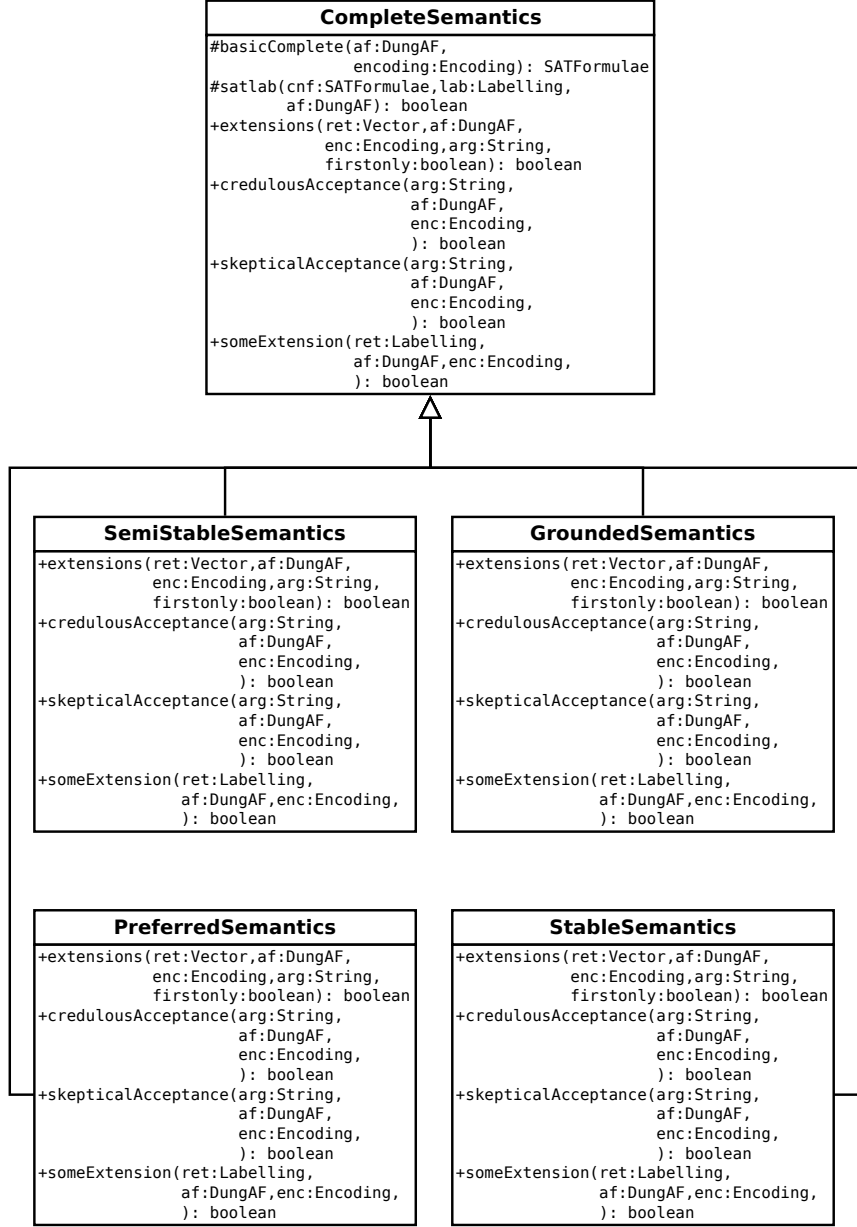 CompleteSemantics
#basicComplete(af:DungAF,
encoding:Encoding): SATFormulae
#satlab(cnf:SATFormulae,lab:Labelling,
af:DungAF): boolean
+extensions(ret:Vector,af:DungAF,
enc:Encoding,arg:String,
firstonly:boolean): boolean
+credulousAcceptance(arg:String,
af:DungAF,
enc:Encoding,
): boolean
+skepticalAcceptance(arg:String,
af:DungAF,
enc:Encoding,
): boolean
+someExtension(ret:Labelling,
af:DungAF,enc:Encoding,
): boolean
SemiStableSemantics
+extensions(ret:Vector,af:DungAF,
enc:Encoding,arg:String,
firstonly:boolean): boolean
+credulousAcceptance(arg:String,
af:DungAF,
enc:Encoding,
): boolean
+skepticalAcceptance(arg:String,
af:DungAF,
enc:Encoding,
): boolean
+someExtension(ret:Labelling,
af:DungAF,enc:Encoding,
): boolean
GroundedSemantics
+extensions(ret:Vector,af:DungAF,
enc:Encoding,arg:String,
firstonly:boolean): boolean
+credulousAcceptance(arg:String,
af:DungAF,
enc:Encoding,
): boolean
+skepticalAcceptance(arg:String,
af:DungAF,
enc:Encoding,
): boolean
+someExtension(ret:Labelling,
af:DungAF,enc:Encoding,
): boolean
PreferredSemantics
+extensions(ret:Vector,af:DungAF,
enc:Encoding,arg:String,
firstonly:boolean): boolean
+credulousAcceptance(arg:String,
af:DungAF,
enc:Encoding,
): boolean
+skepticalAcceptance(arg:String,
af:DungAF,
enc:Encoding,
): boolean
+someExtension(ret:Labelling,
af:DungAF,enc:Encoding,
): boolean
StableSemantics
+extensions(ret:Vector,af:DungAF,
enc:Encoding,arg:String,
firstonly:boolean): boolean
+credulousAcceptance(arg:String,
af:DungAF,
enc:Encoding,
): boolean
+skepticalAcceptance(arg:String,
af:DungAF,
enc:Encoding,
): boolean
+someExtension(ret:Labelling,
af:DungAF,enc:Encoding,
): boolean